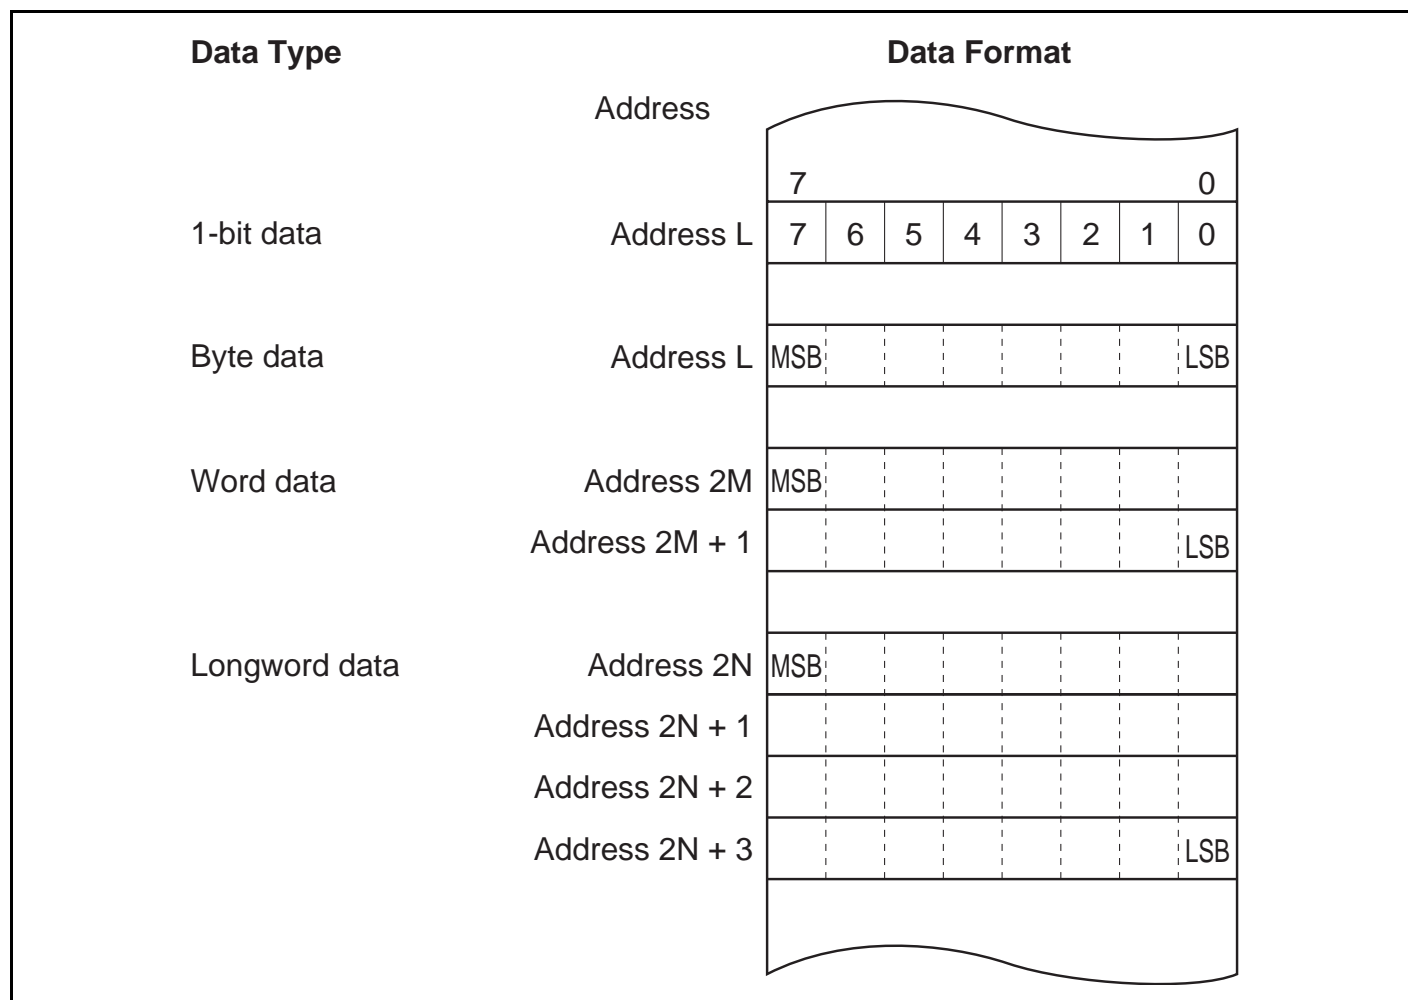 Data Type Data Format
Address
7 0
1-bit data Address L 7 6 5 4 3 2 1 0
Byte data Address L MSB LSB
Word data Address 2M MSB
Address 2M + 1 LSB
Longword data Address 2N MSB
Address 2N + 1
Address 2N + 2
Address 2N + 3 LSB